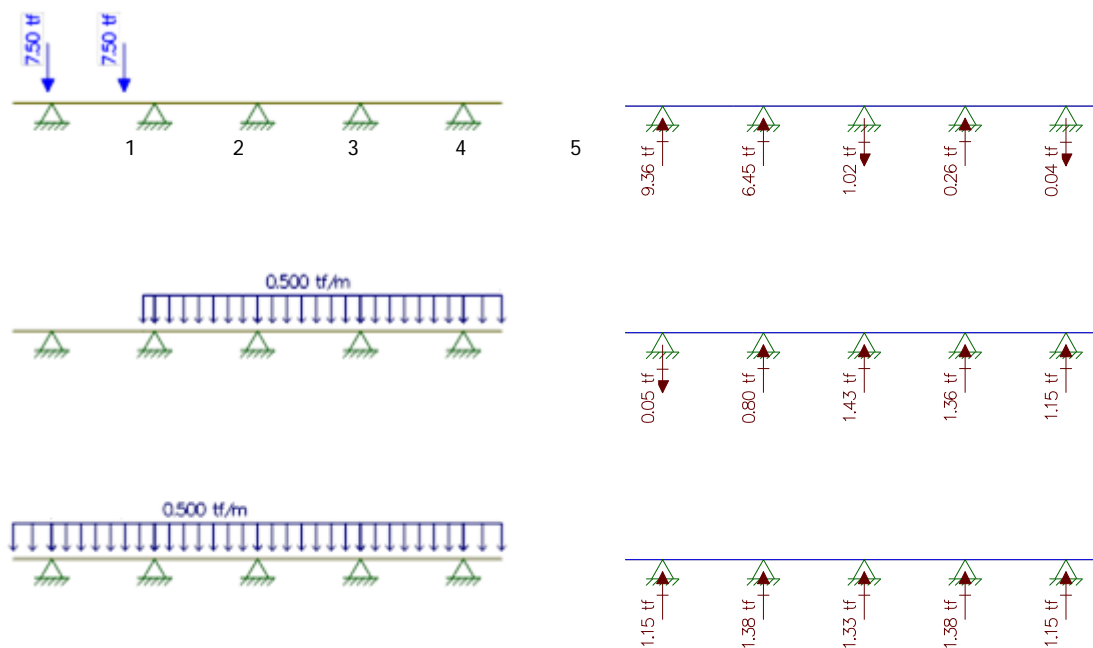 7.50 tf 7.50 tf
1 2 3 4 5
9.36 tf 6.45 tf 1.02 tf 0.26 tf 0.04 tf
0.500 tf/m
0.05 tf 0.80 tf 1.43 tf 1.36 tf 1.15 tf
0.500 tf/m
1.15 tf 1.38 tf 1.33 tf 1.38 tf 1.15 tf